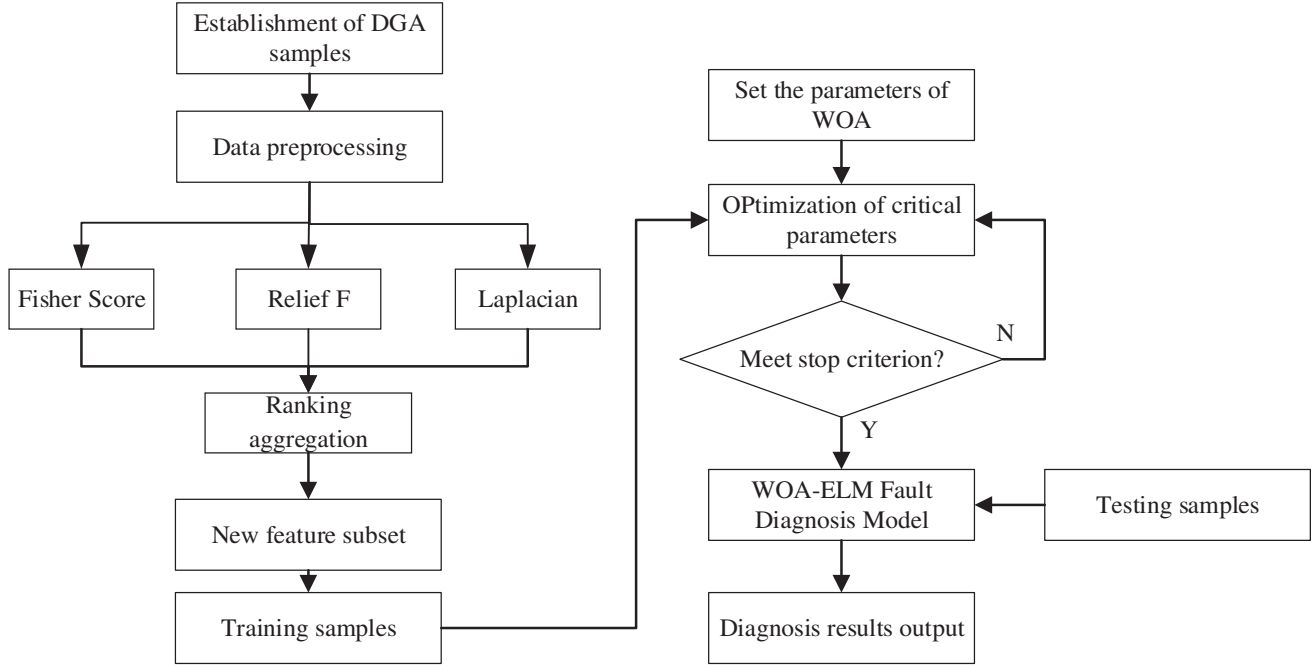 Establishment of DGA
samples
Data preprocessing
Fisher Score
Relief F
Laplacian
Ranking
aggregation
New feature subset
Training samples
Set the parameters of
WOA
OPtimization of critical
parameters
Meet stop criterion?
N
Y
WOA-ELM Fault
Diagnosis Model
Testing samples
Diagnosis results output